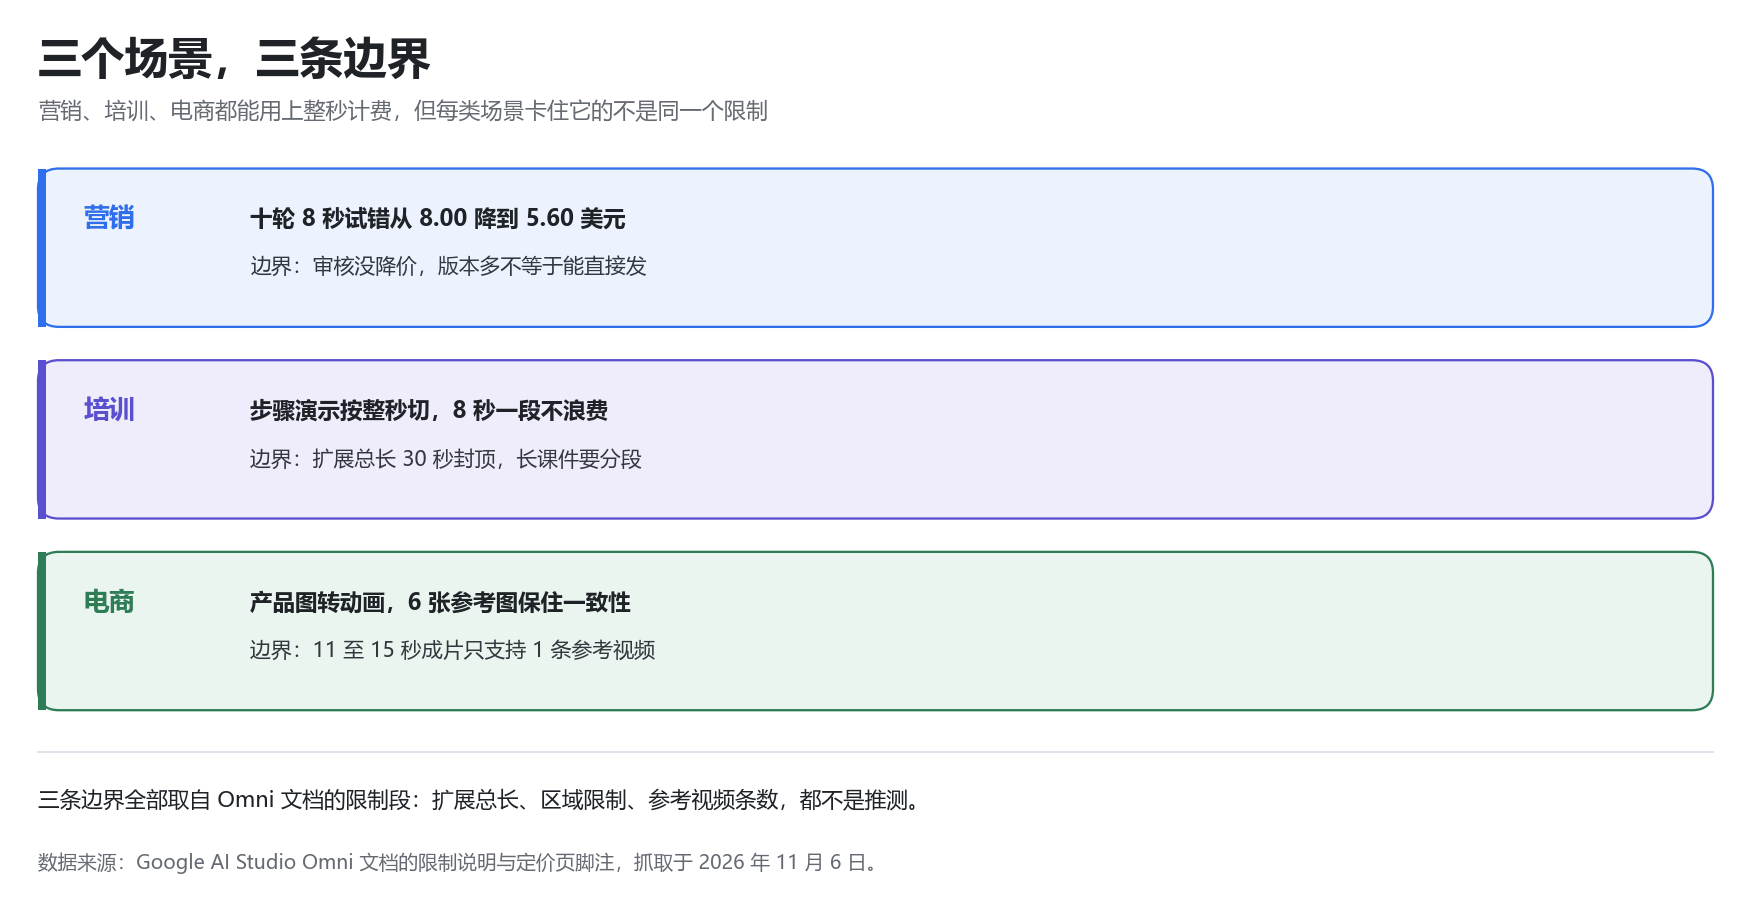 三个场景，三条边界
营销、培训、电商都能用上整秒计费，但每类场景卡住它的不是同一个限制
营销
十轮 8 秒试错从 8.00 降到 5.60 美元
边界：审核没降价，版本多不等于能直接发
培训
步骤演示按整秒切，8 秒一段不浪费
边界：扩展总长 30 秒封顶，长课件要分段
电商
产品图转动画，6 张参考图保住一致性
边界：11 至 15 秒成片只支持 1 条参考视频
三条边界全部取自 Omni 文档的限制段：扩展总长、区域限制、参考视频条数，都不是推测。
数据来源：Google AI Studio Omni 文档的限制说明与定价页脚注，抓取于 2026 年 11 月 6 日。